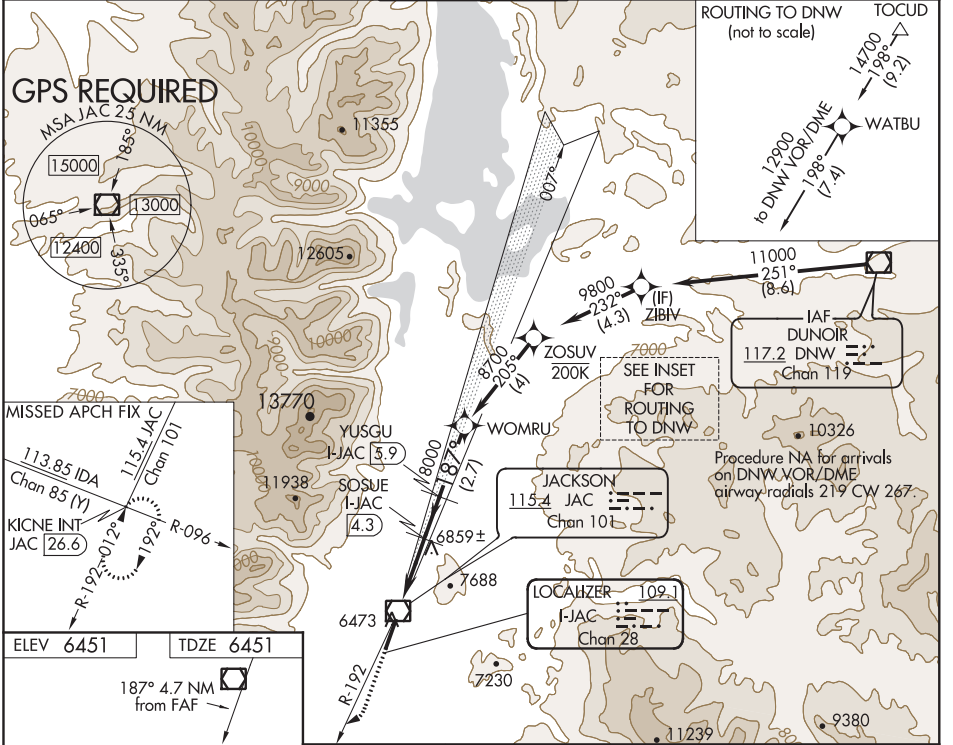 GPS REQUIRED
MSA JAC 25 NM
15000
185°
065°
13000
12400
335°
11355
10000
9000
12605
10000
9000
10000
13770
11938
10000
7000
007°
ROUTING TO DNW
(not to scale)
TOCUD
14700
198°
(9.2)
WATBU
12900
to DNW VOR/DME
198°
(7.4)
11000
251°
(8.6)
9800
232°
(4.3)
(IF)
ZIBIV
IAF
DUNOIR
117.2 DNW
Chan 119
ZOSUV
200K
8700
205°
(4)
7000
SEE INSET
FOR
ROUTING
TO DNW
WOMRU
YUSGU
I-JAC 5.9
8000
187°
(2.7)
SOSUE
I-JAC
4.3
10326
Procedure NA for arrivals
on DNW VOR/DME
airway radials 219 CW 267.
JACKSON
115.4 JAC
Chan 101
6859 ±
7688
6473
LOCALIZER 109.1
I-JAC
Chan 28
R-192
7230
11239
9380
MISSED APCH FIX
115.4 JAC
Chan 101
113.85 IDA
Chan 85 (Y)
KICNE INT
JAC 26.6
R-096
012°
192°
R-192
ELEV 6451
TDZE 6451
187° 4.7 NM
from FAF